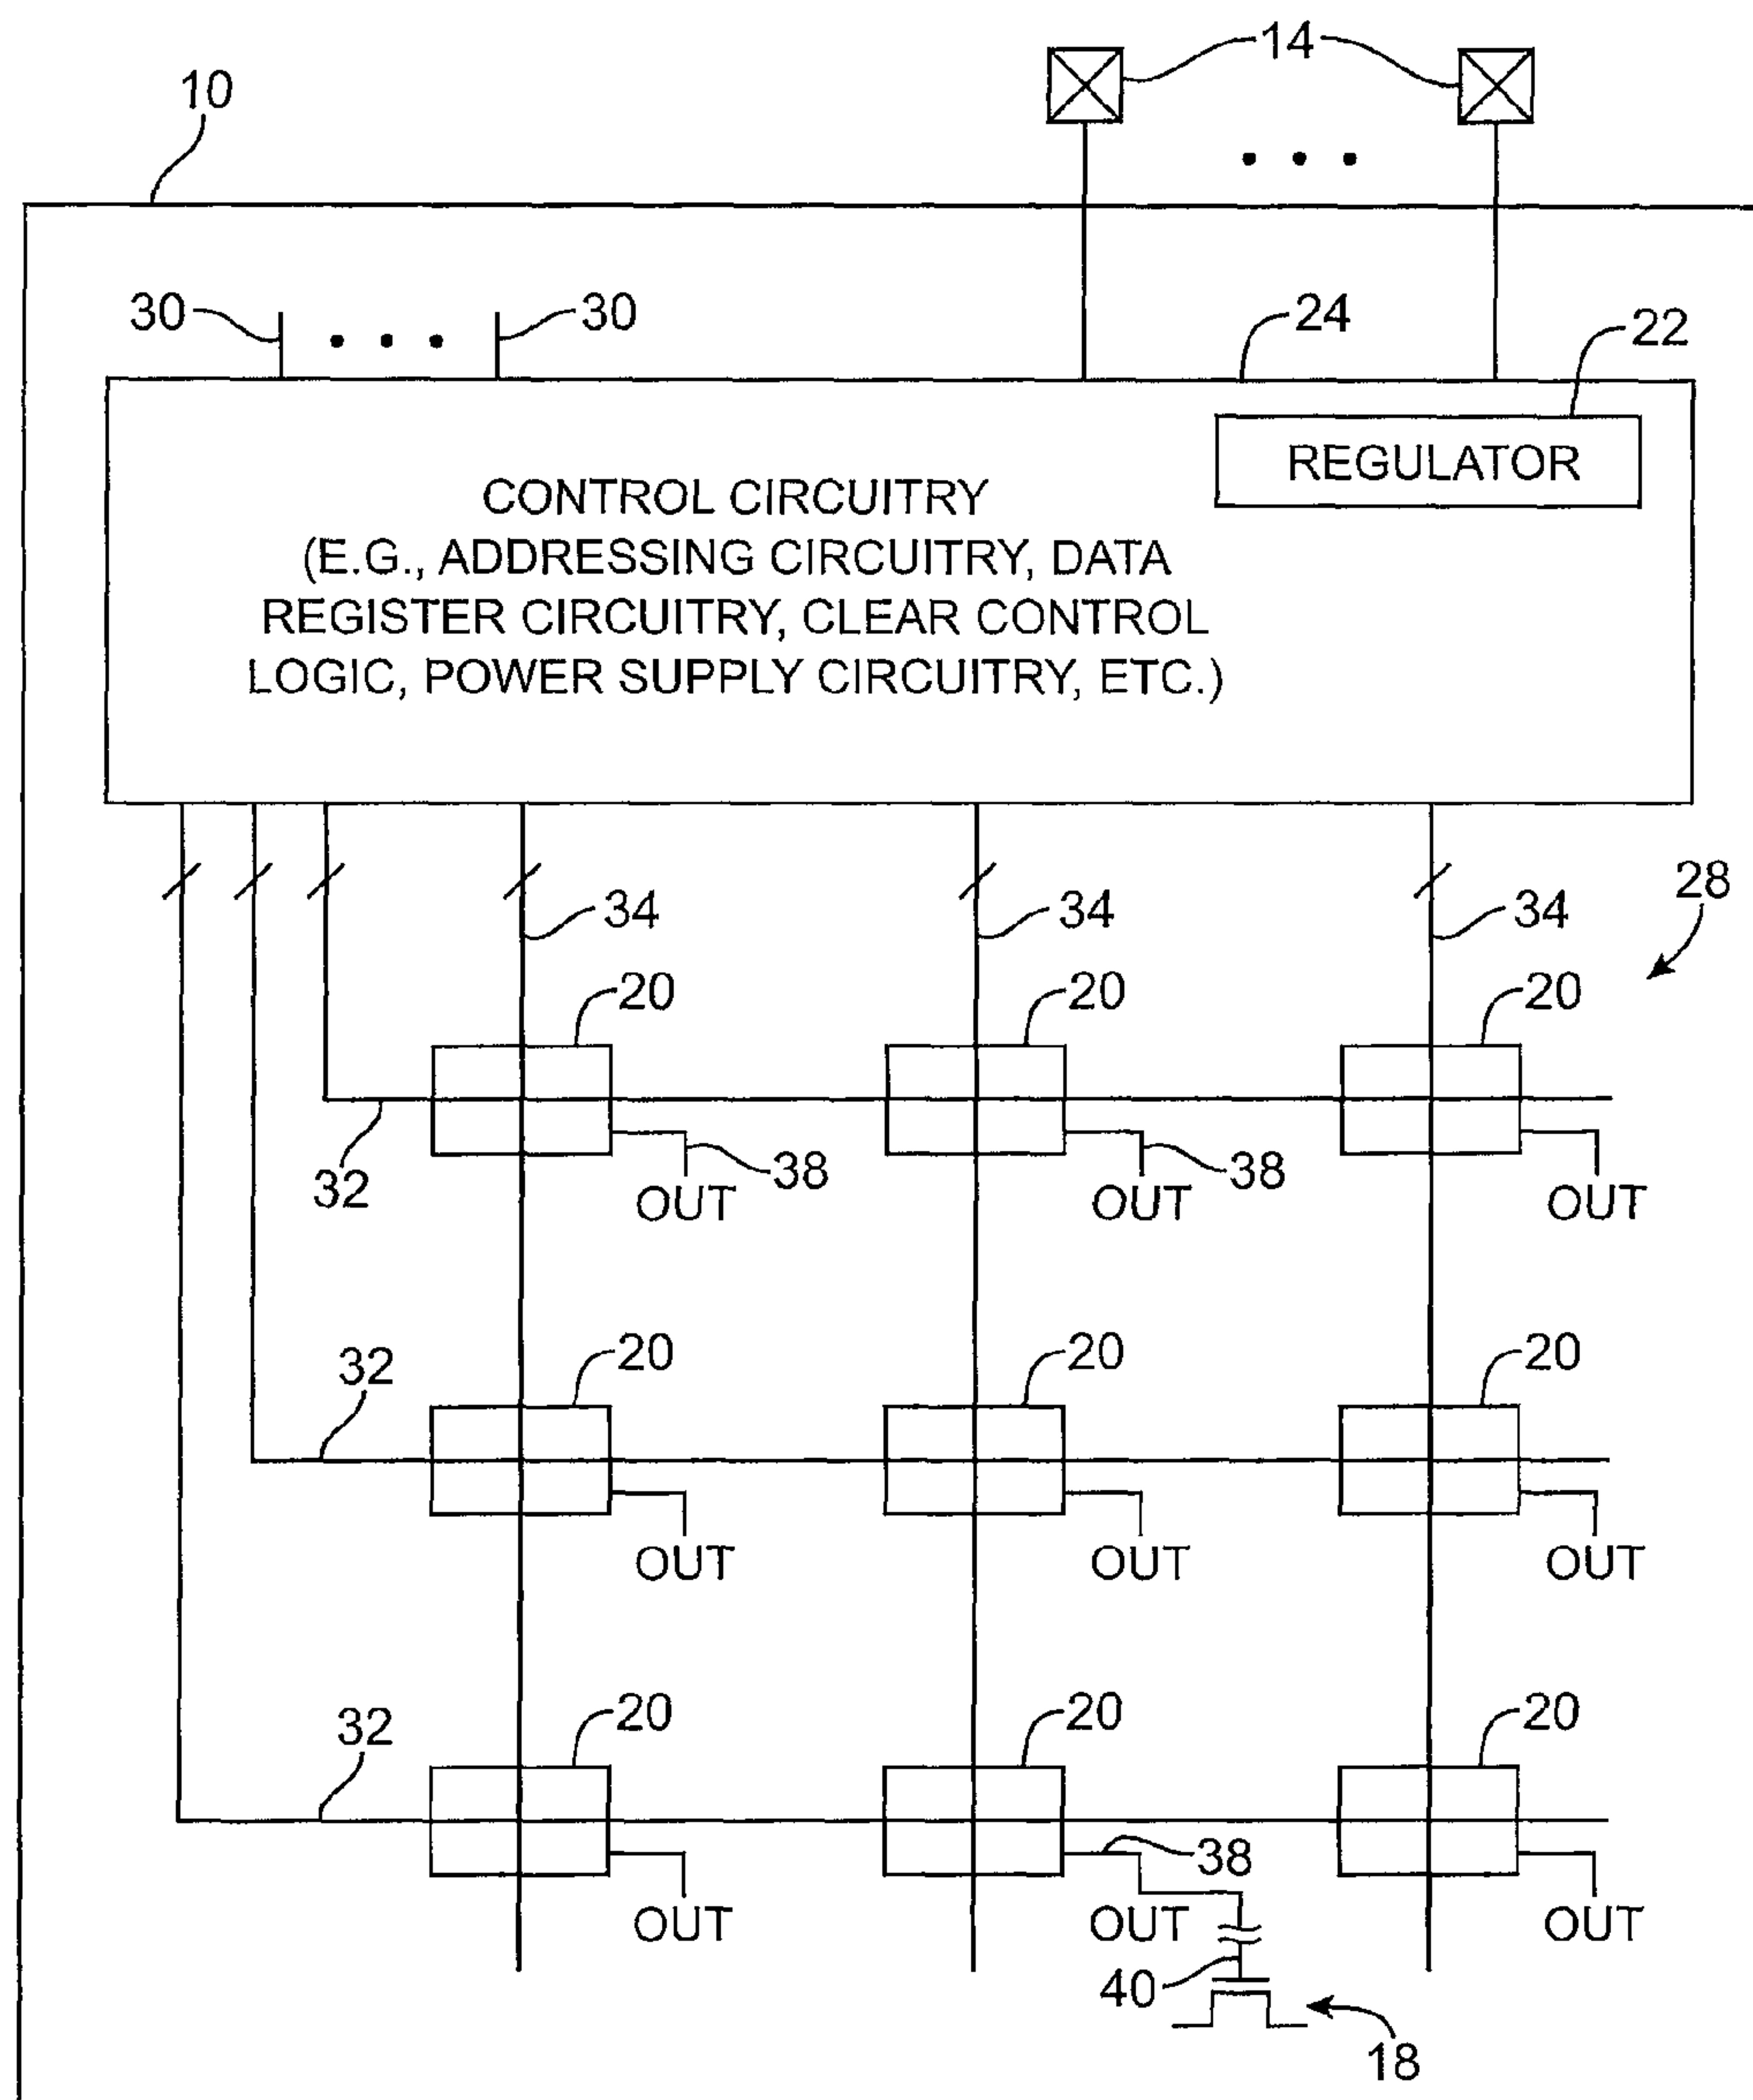 14
10
30
30
24
22
REGULATOR
CONTROL CIRCUITRY
(E.G., ADDRESSING CIRCUITRY, DATA
REGISTER CIRCUITRY, CLEAR CONTROL
LOGIC, POWER SUPPLY CIRCUITRY, ETC.)
28
34
34
34
20
20
20
32
38
38
OUT
OUT
OUT
32
20
20
20
OUT
OUT
OUT
32
20
20
20
38
OUT
OUT
OUT
40
18